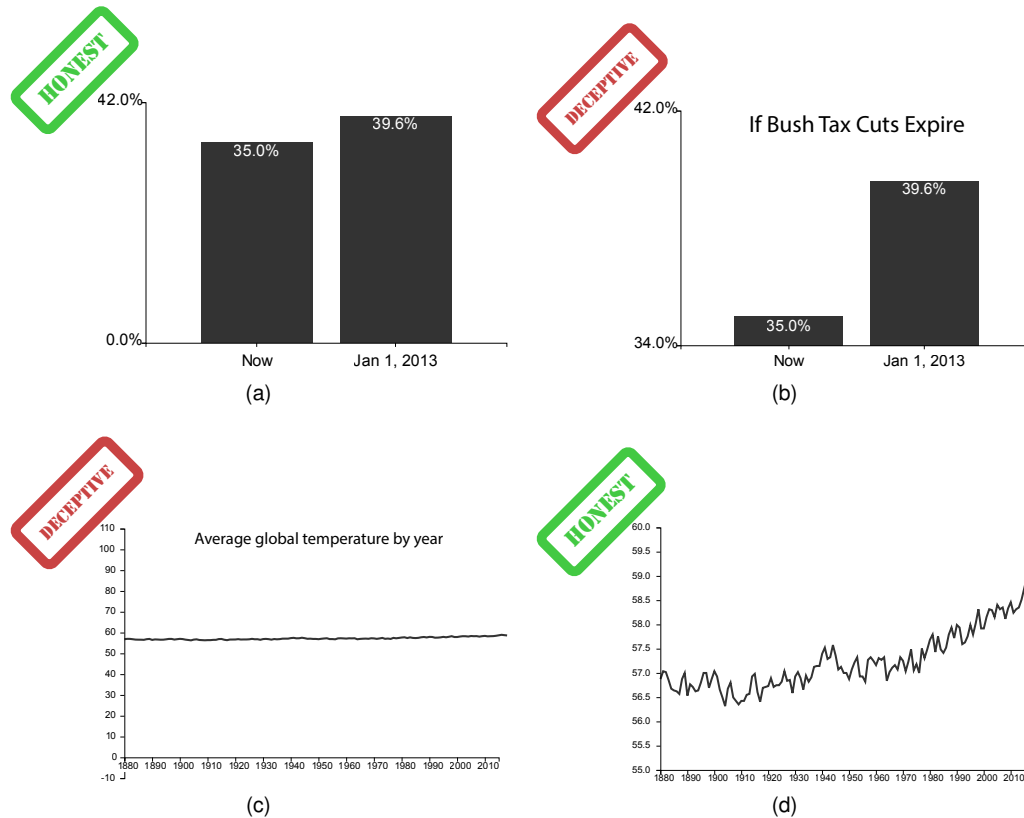 HONEST
42.0%
35.0%
39.6%
0.0%
Now Jan 1, 2013
(a)
DECEPTIVE
42.0%
If Bush Tax Cuts Expire
39.6%
35.0%
34.0%
Now Jan 1, 2013
(b)
DECEPTIVE
Average global temperature by year
110
100
90
80
70
60
50
40
30
20
10
0
-10
1880 1890 1900 1910 1920 1930 1940 1950 1960 1970 1980 1990 2000 2010
(c)
HONEST
60.0
59.5
59.0
58.5
58.0
57.5
57.0
56.5
56.0
55.5
55.0
1880 1890 1900 1910 1920 1930 1940 1950 1960 1970 1980 1990 2000 2010
(d)